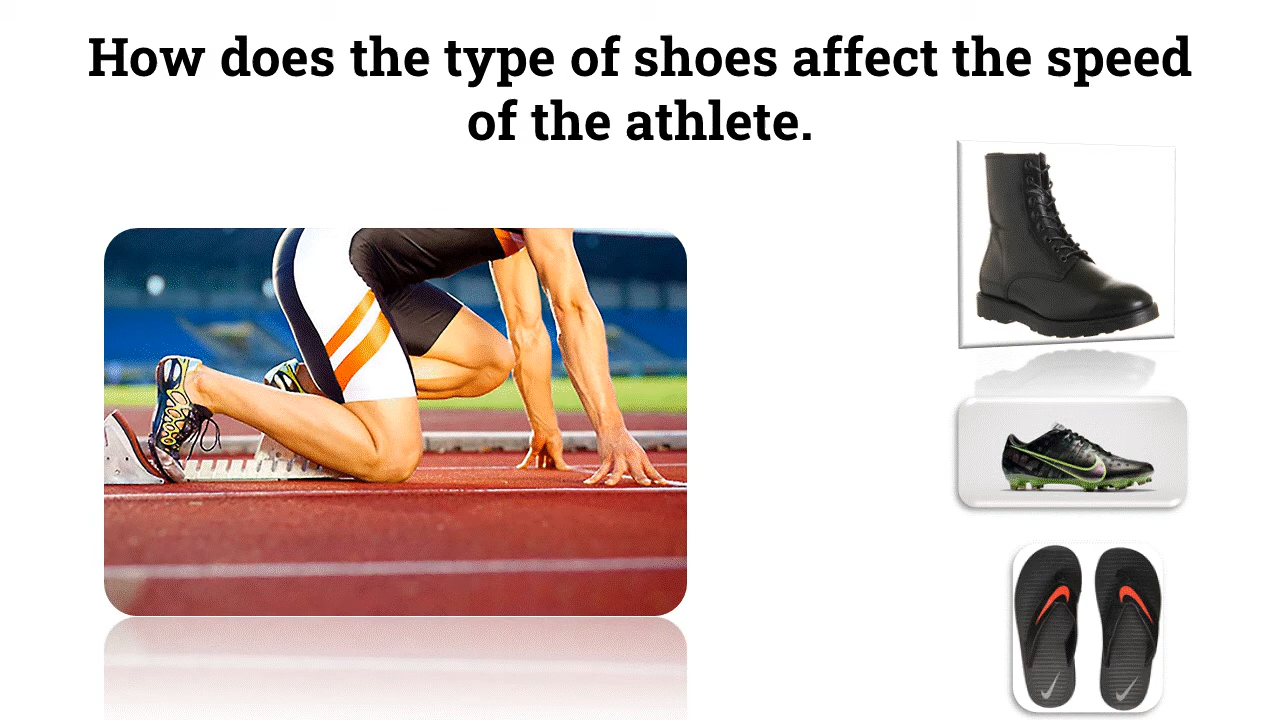 How does the type of shoes affect the speed
of the athlete.